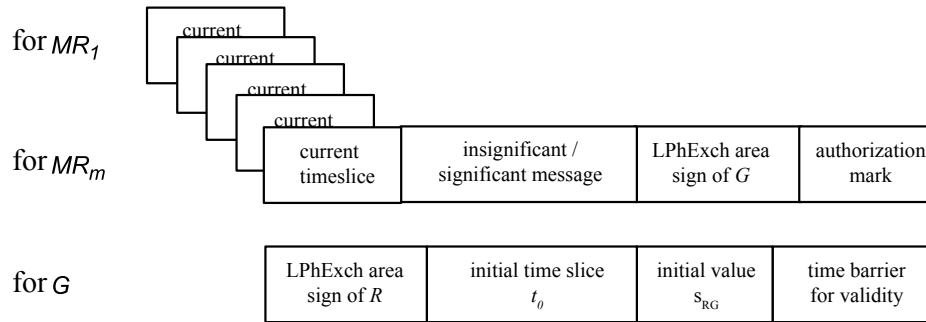 current
for MR1
current
current
current
current
timeslice
insignificant /
significant message
LPhExch area
sign of G
authorization
mark
for MRm
LPhExch area
sign of R
initial time slice
t0
initial value
sRG
time barrier
for validity
for G